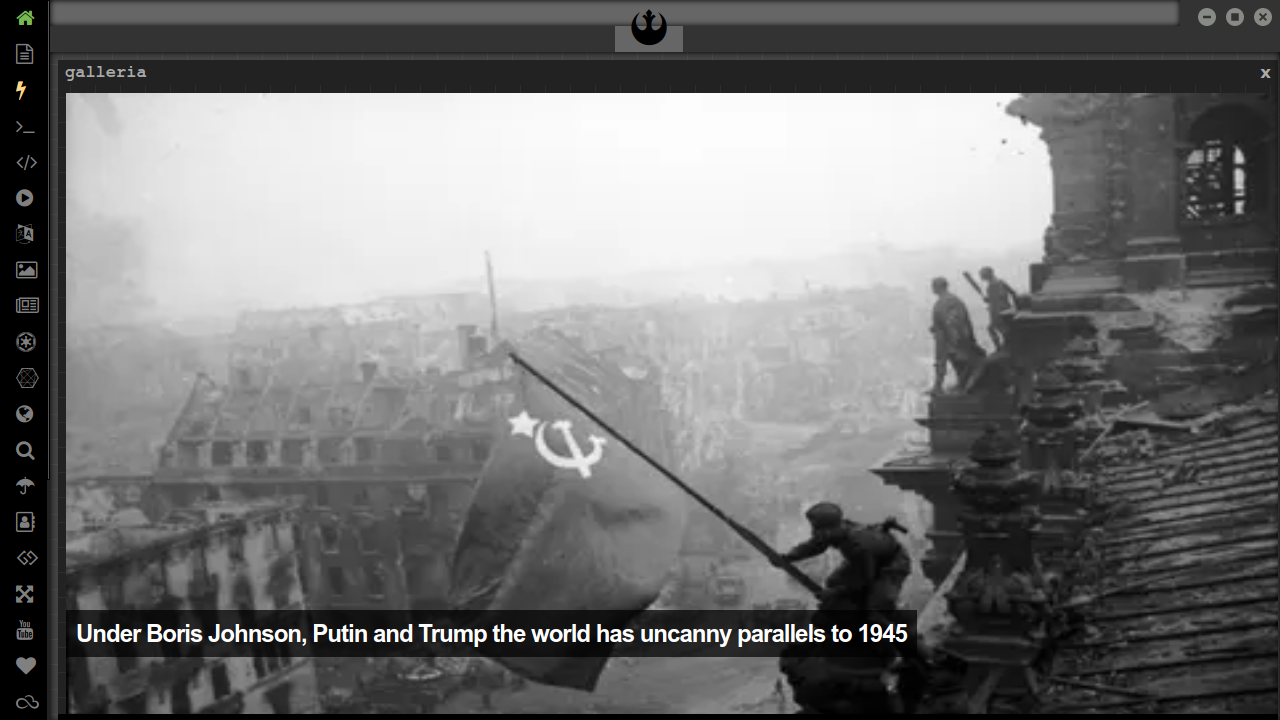 galleria
x
Under Boris Johnson, Putin and Trump the world has uncanny parallels to 1945
You
Tube